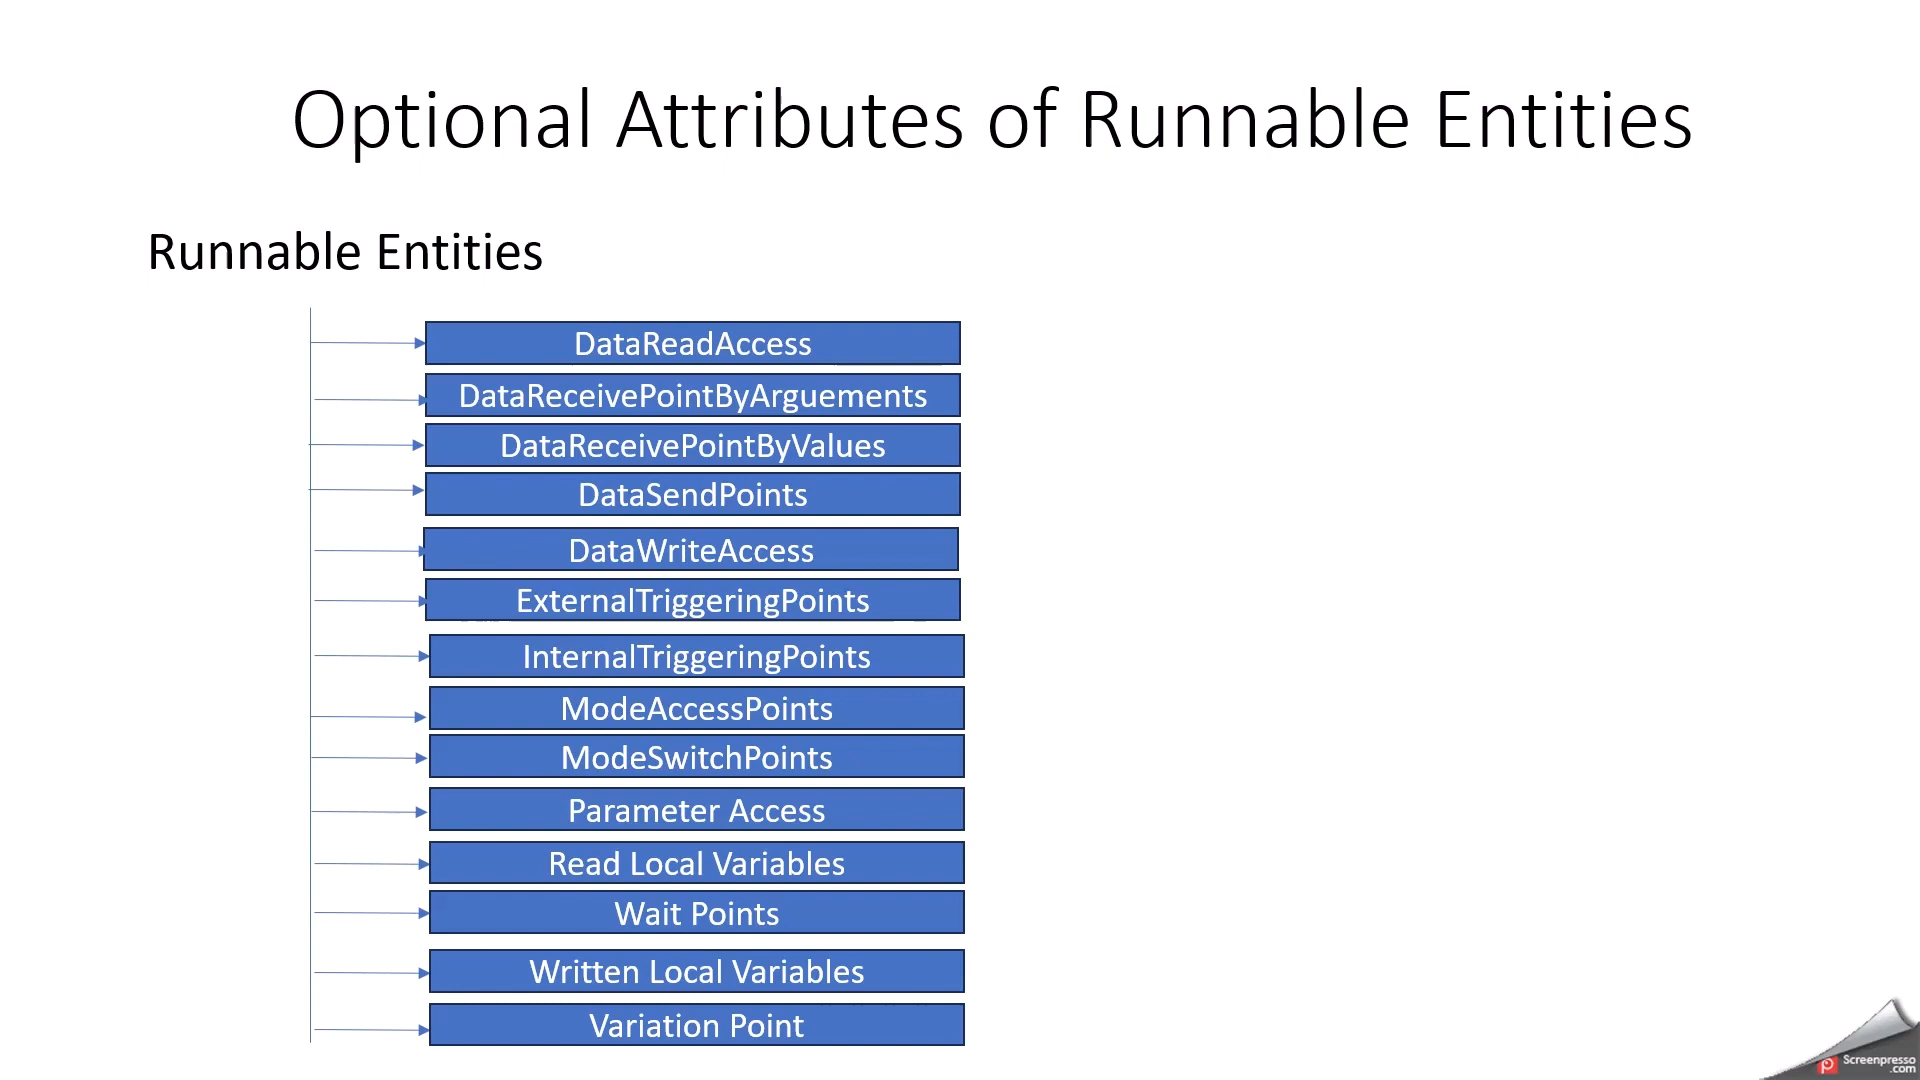 Optional Attributes of Runnable Entities
Runnable Entities
DataReadAccess
DataReceivePointByArguements
DataReceivePointByValues
DataSendPoints
DataWriteAccess
ExternalTriggeringPoints
InternalTriggeringPoints
ModeAccessPoints
ModeSwitchPoints
Parameter Access
Read Local Variables
Wait Points
Written Local Variables
Variation Point
Screenpresso
.com